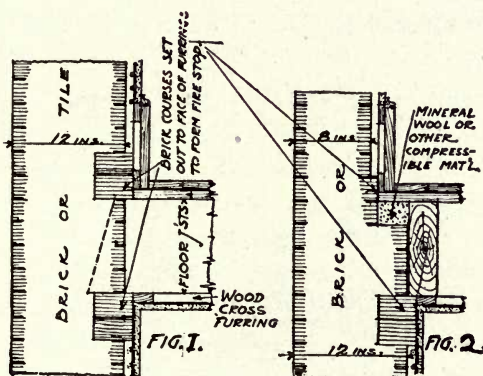 TILE
12 INS.
BRICK OR
BRICK COURSES SET
OUT TO FACE OF FURRING
TO FORM FIRE STOP.
FLOOR J'STS
WOOD
CROSS
FURRING
FIG. 1.
8 INS.
OR
BRICK
MINERAL
WOOL OR
OTHER
COMPRESS-
IBLE MAT'L
12 INS.
FIG. 2.